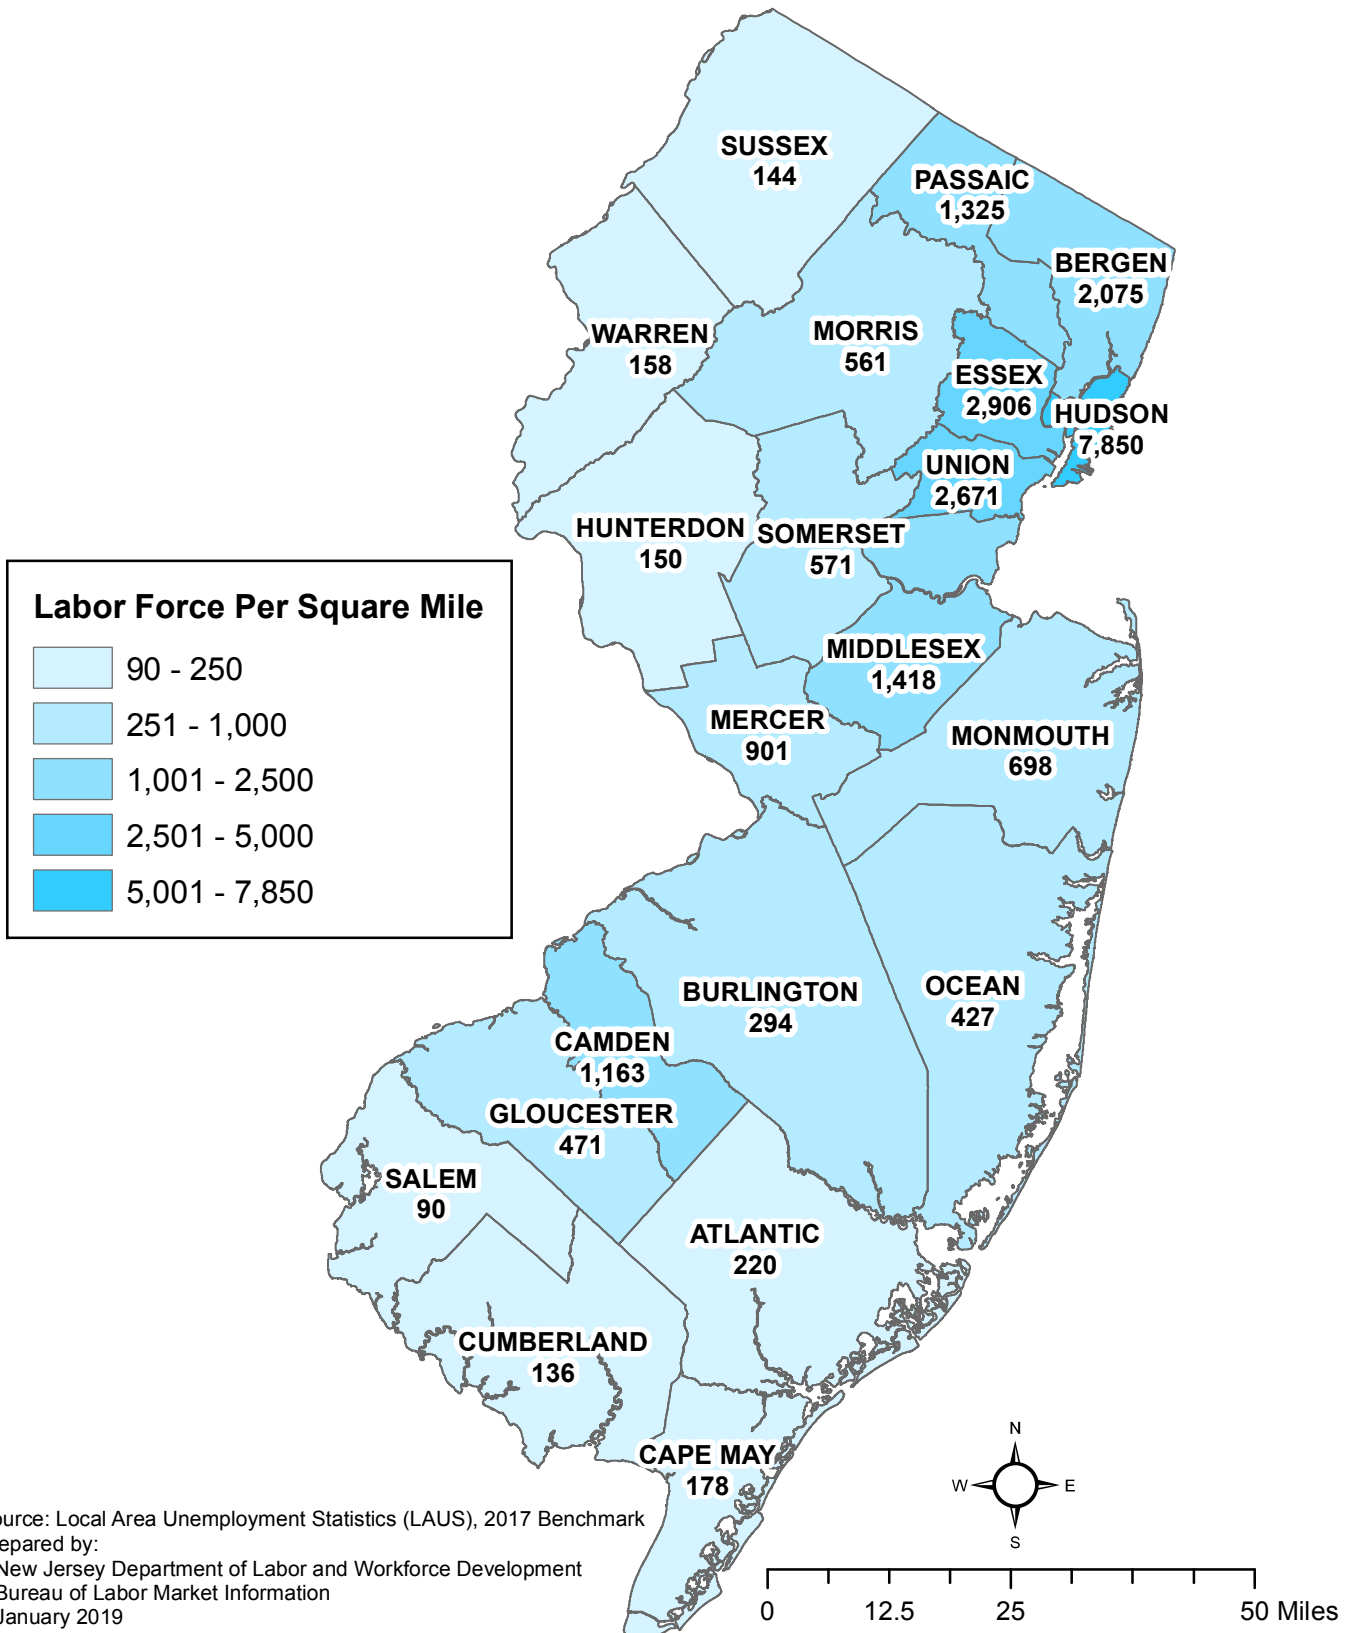 SUSSEX
144
PASSAIC
1,325
BERGEN
2,075
WARREN
158
MORRIS
561
ESSEX
2,906
HUDSON
7,850
UNION
2,671
HUNTERDON
150
SOMERSET
571
MIDDLESEX
1,418
MERCER
901
MONMOUTH
698
Labor Force Per Square Mile
90 - 250
251 - 1,000
1,001 - 2,500
2,501 - 5,000
5,001 - 7,850
BURLINGTON
294
OCEAN
427
CAMDEN
1,163
GLOUCESTER
471
SALEM
90
ATLANTIC
220
CUMBERLAND
136
CAPE MAY
178
N
W E
S
ource: Local Area Unemployment Statistics (LAUS), 2017 Benchmark
epared by:
New Jersey Department of Labor and Workforce Development
Bureau of Labor Market Information
January 2019
0 12.5 25 50 Miles